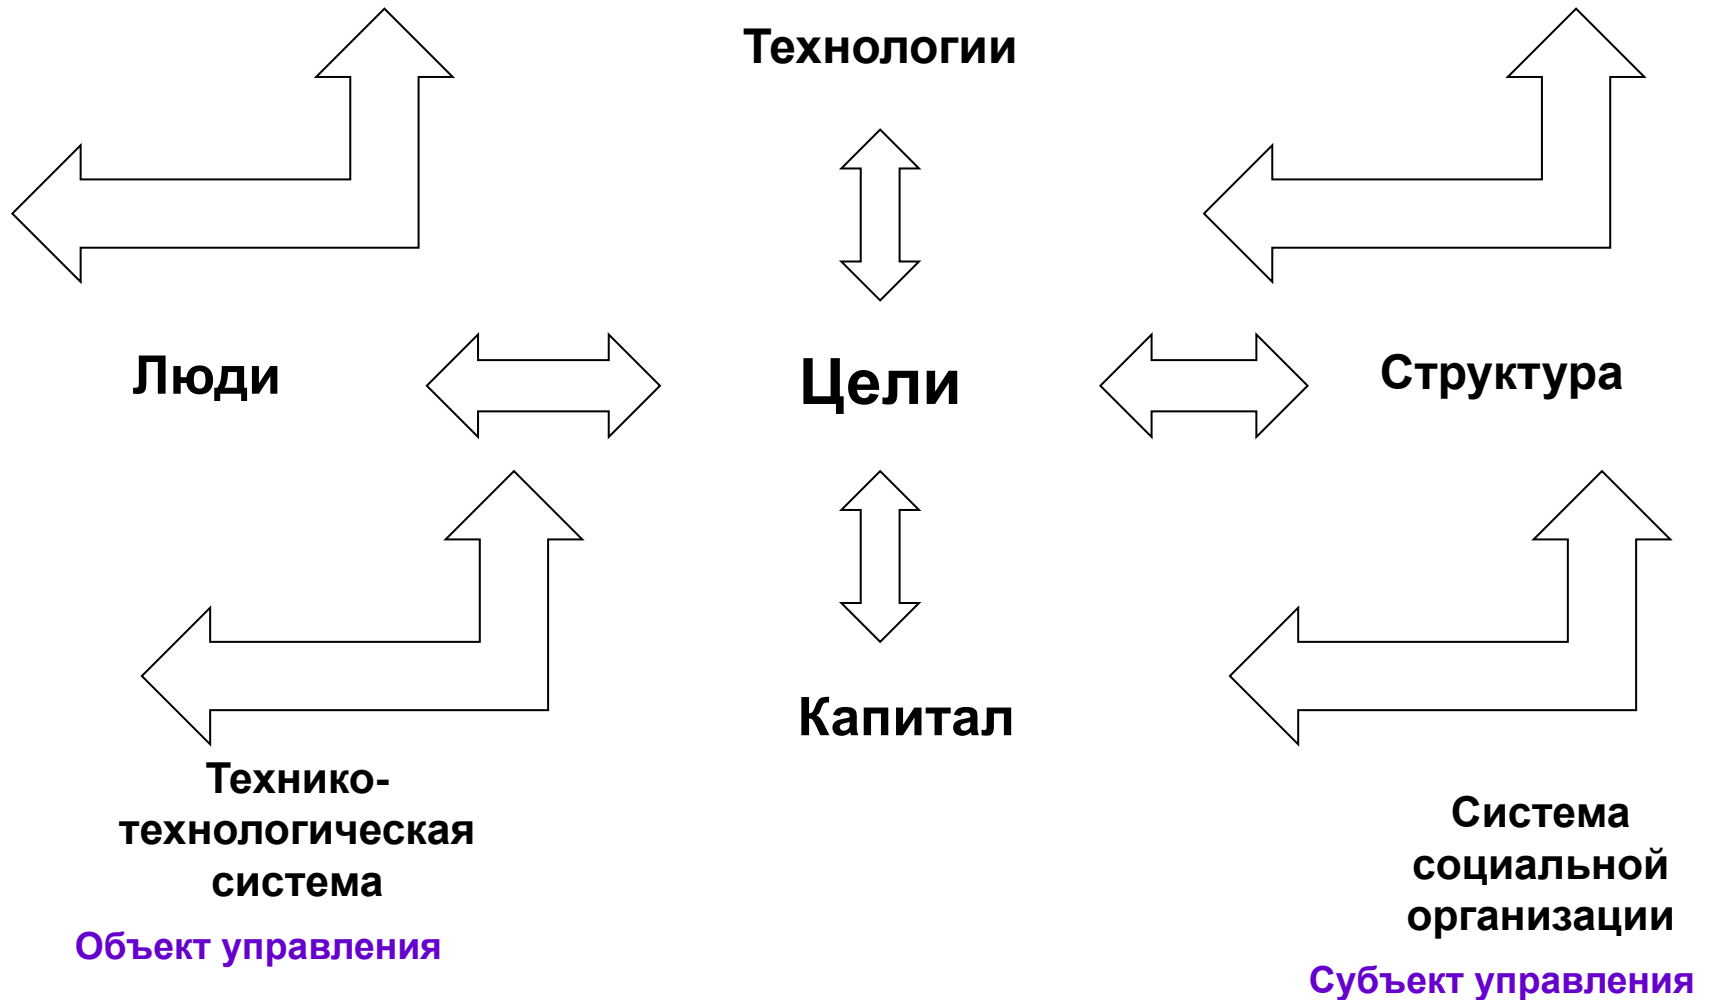 Технологии
Люди
Цели
Структура
Капитал
Технико-
технологическая
система
Объект управления
Система
социальной
организации
Субъект управления